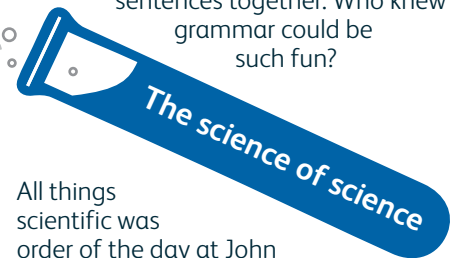 sentences together. Who knew
grammar could be
such fun?
The science of science
All things
scientific was
order of the day at John